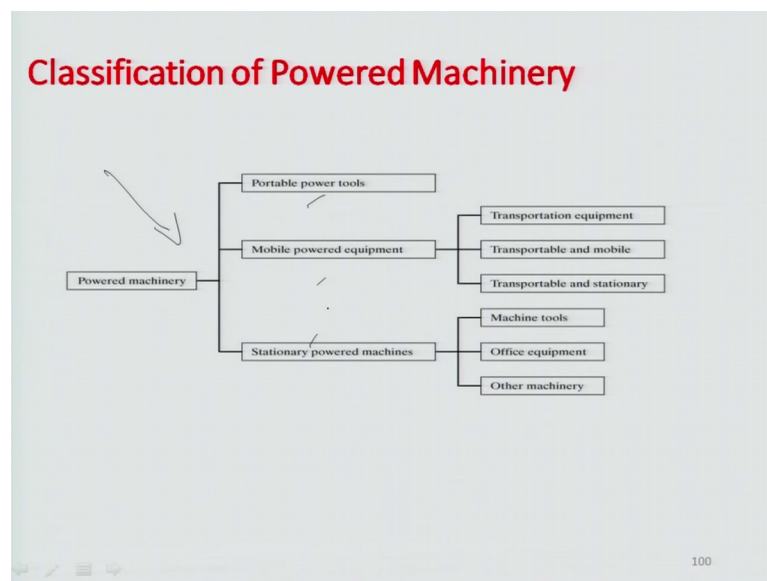 Classification of Powered Machinery
Portable power tools
Transportation equipment
Mobile powered equipment
Transportable and mobile
Powered machinery
Transportable and stationary
Machine tools
Stationary powered machines
Office equipment
Other machinery
100